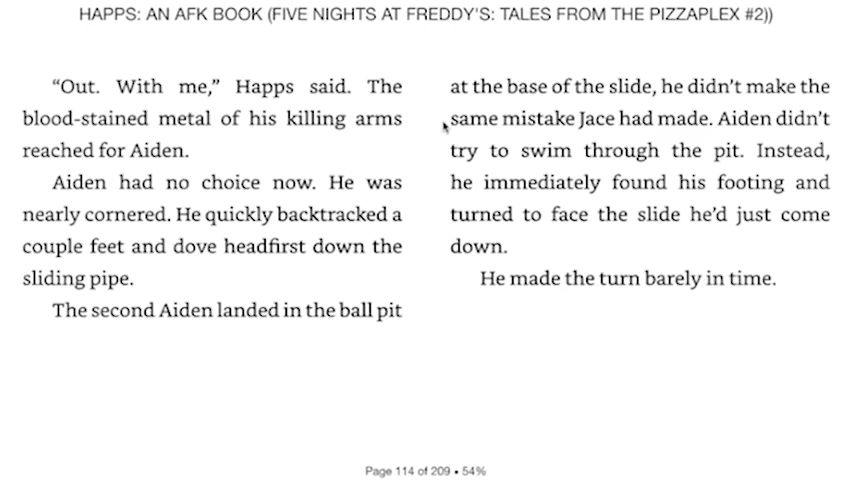 HAPPS: AN AFK BOOK (FIVE NIGHTS AT FREDDY'S: TALES FROM THE PIZZAPLEX #2))
“Out. With me,” Happs said. The
blood-stained metal of his killing arms
reached for Aiden.
Aiden had no choice now. He was
nearly cornered. He quickly backtracked a
couple feet and dove headfirst down the
sliding pipe.
The second Aiden landed in the ball pit
at the base of the slide, he didn’t make the
same mistake Jace had made. Aiden didn’t
try to swim through the pit. Instead,
he immediately found his footing and
turned to face the slide he’d just come
down.
He made the turn barely in time.
Page 114 of 209 • 54%